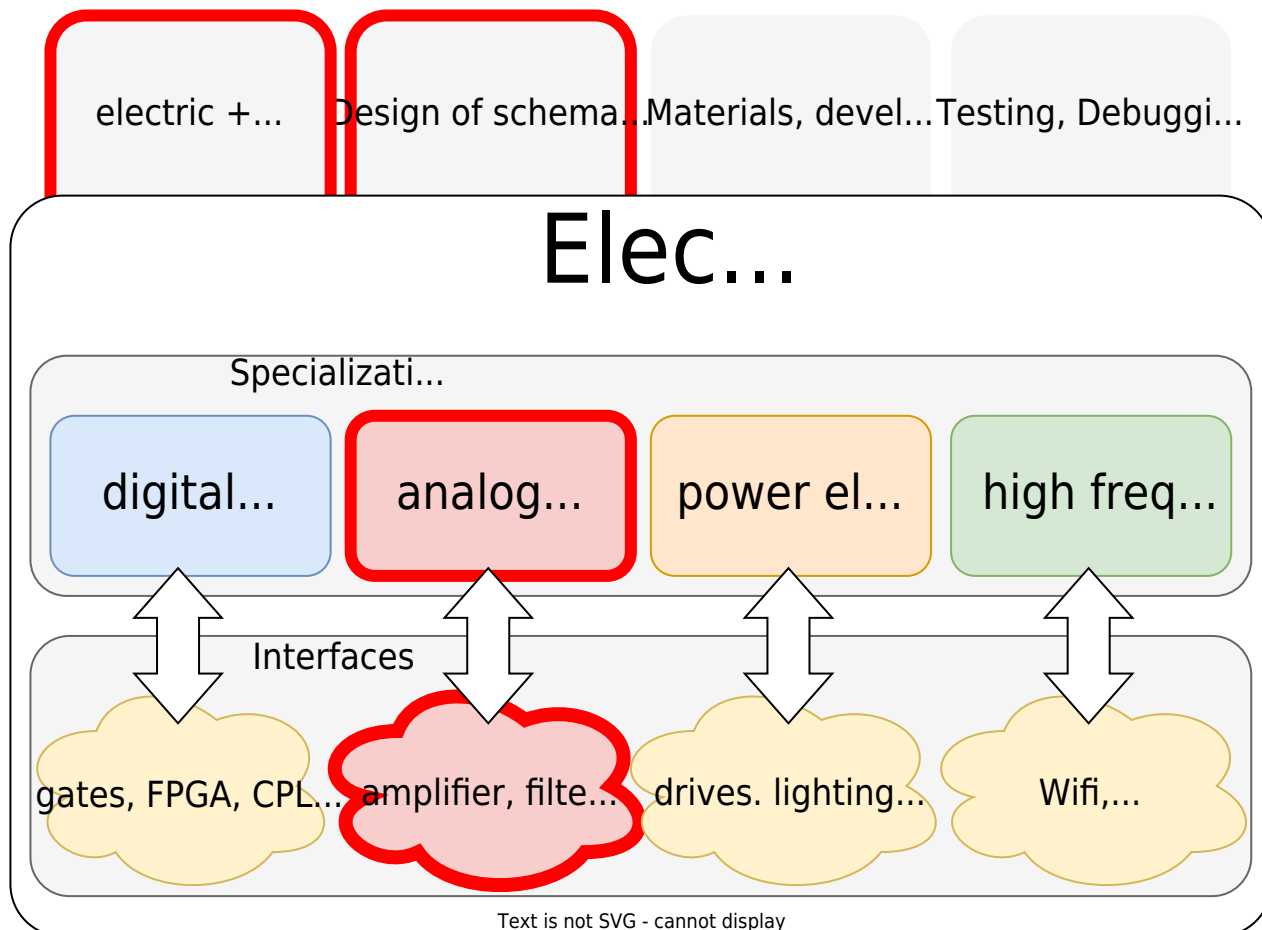 electric +...
Design of schema...
Materials, devel...
Testing, Debuggi...
Elec...
Specializati...
digital...
analog...
power el...
high freq...
Interfaces
gates, FPGA, CPL...
amplifier, filte...
drives. lighting...
Wifi,...
Text is not SVG - cannot display